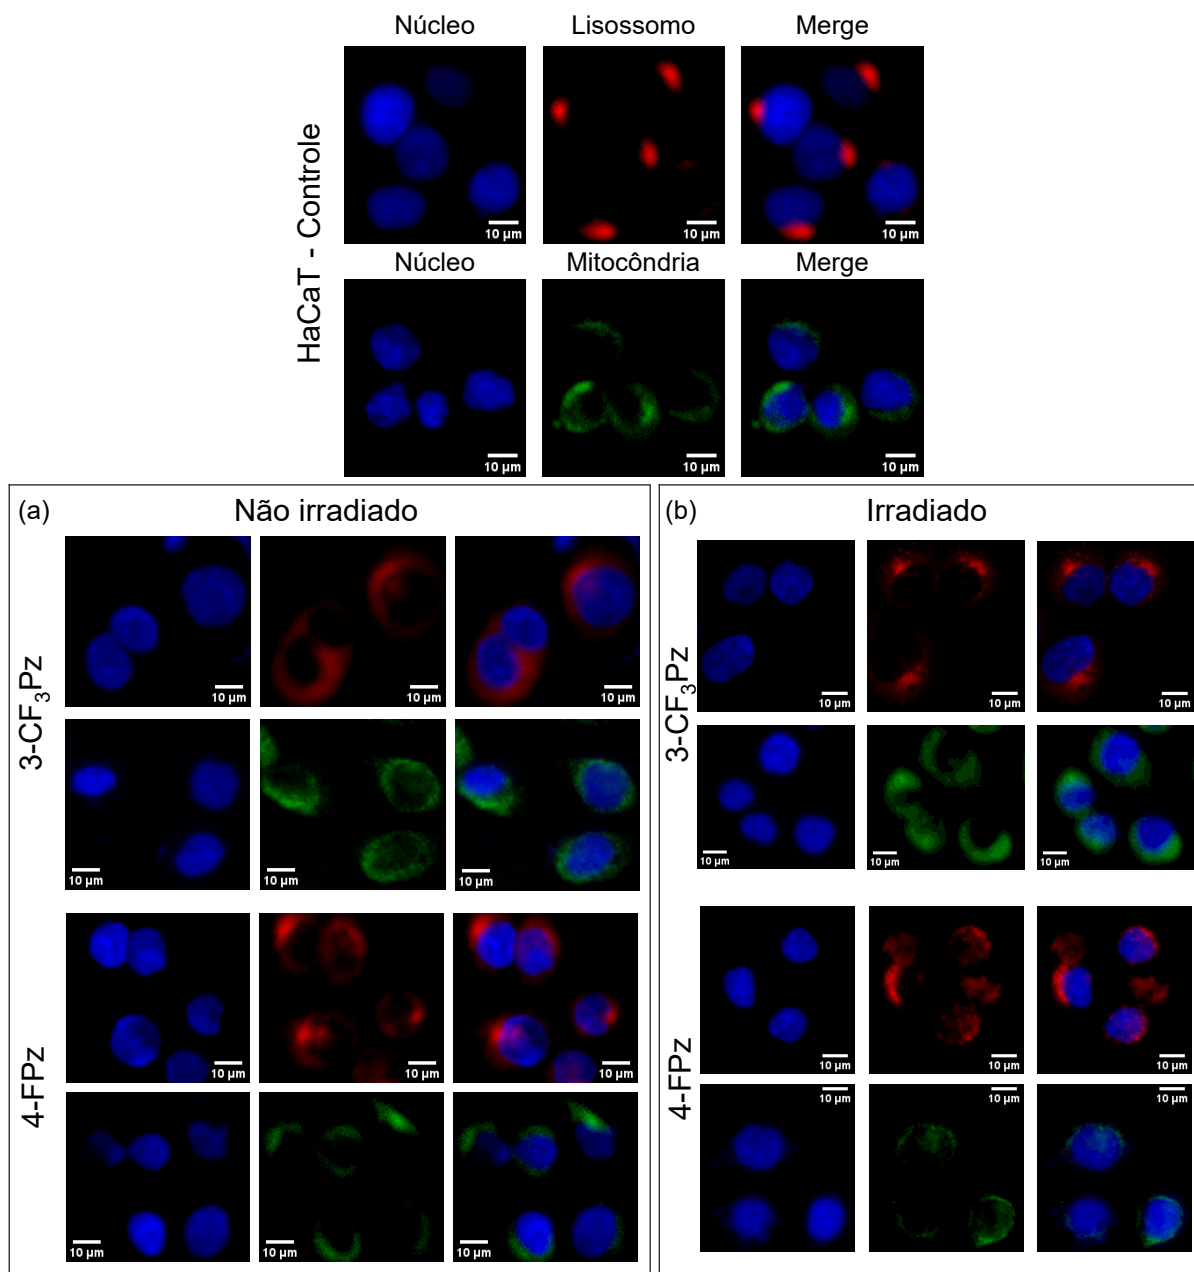 Núcleo Lisossomo Merge
HaCaT - Controle
10 µm 10 µm 10 µm
Núcleo Mitocôndria Merge
10 µm 10 µm 10 µm
(a) Não irradiado
3-CF₃Pz
10 µm 10 µm 10 µm
10 µm 10 µm 10 µm
4-FPz
10 µm 10 µm 10 µm
10 µm 10 µm 10 µm
(b) Irradiado
3-CF₃Pz
10 µm 10 µm 10 µm
10 µm 10 µm 10 µm
4-FPz
10 µm 10 µm 10 µm
10 µm 10 µm 10 µm